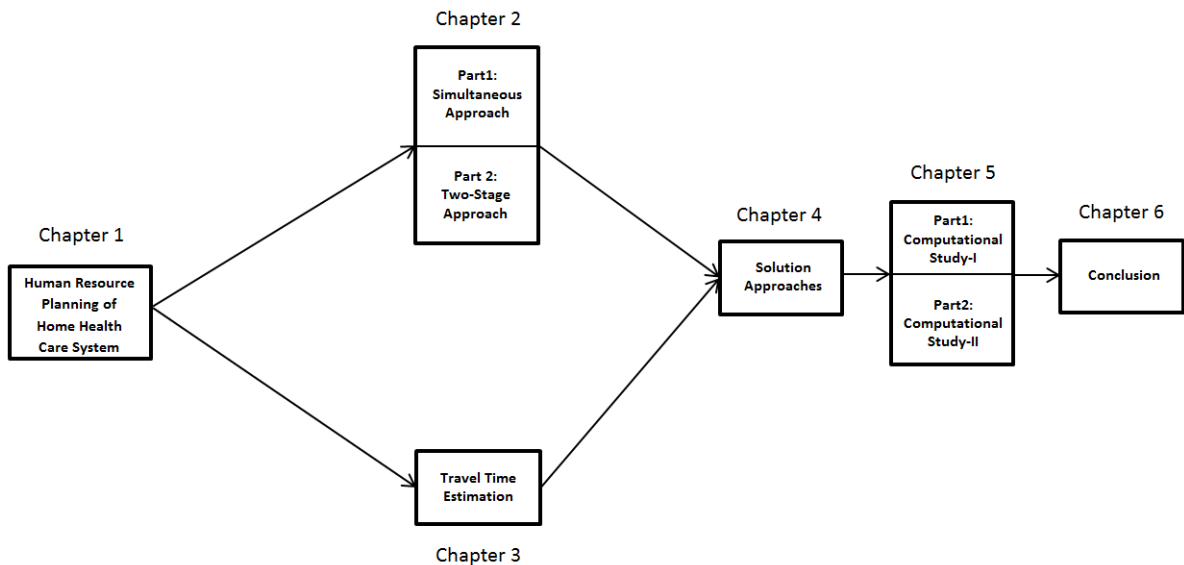 Chapter 1
Human Resource
Planning of
Home Health
Care System
Chapter 2
Part1:
Simultaneous
Approach
Part 2:
Two-Stage
Approach
Travel Time
Estimation
Chapter 3
Chapter 4
Solution
Approaches
Chapter 5
Part1:
Computational
Study-I
Part2:
Computational
Study-II
Chapter 6
Conclusion